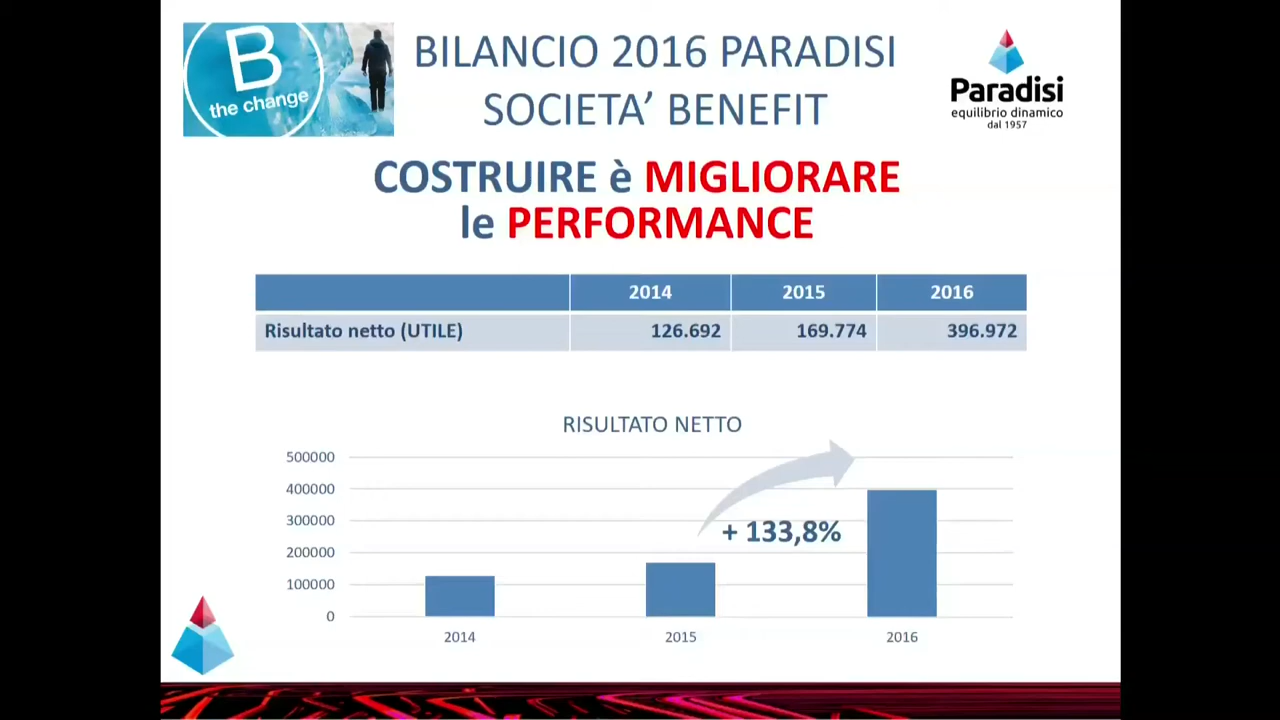 B
the change
BILANCIO 2016 PARADISI
SOCIETA’ BENEFIT
Paradisi
equilibrio dinamico
dal 1957
COSTRUIRE è MIGLIORARE
le PERFORMANCE
2014 2015 2016
Risultato netto (UTILE) 126.692 169.774 396.972
RISULTATO NETTO
500000
400000
300000
200000
100000
0
+ 133,8%
2014 2015 2016